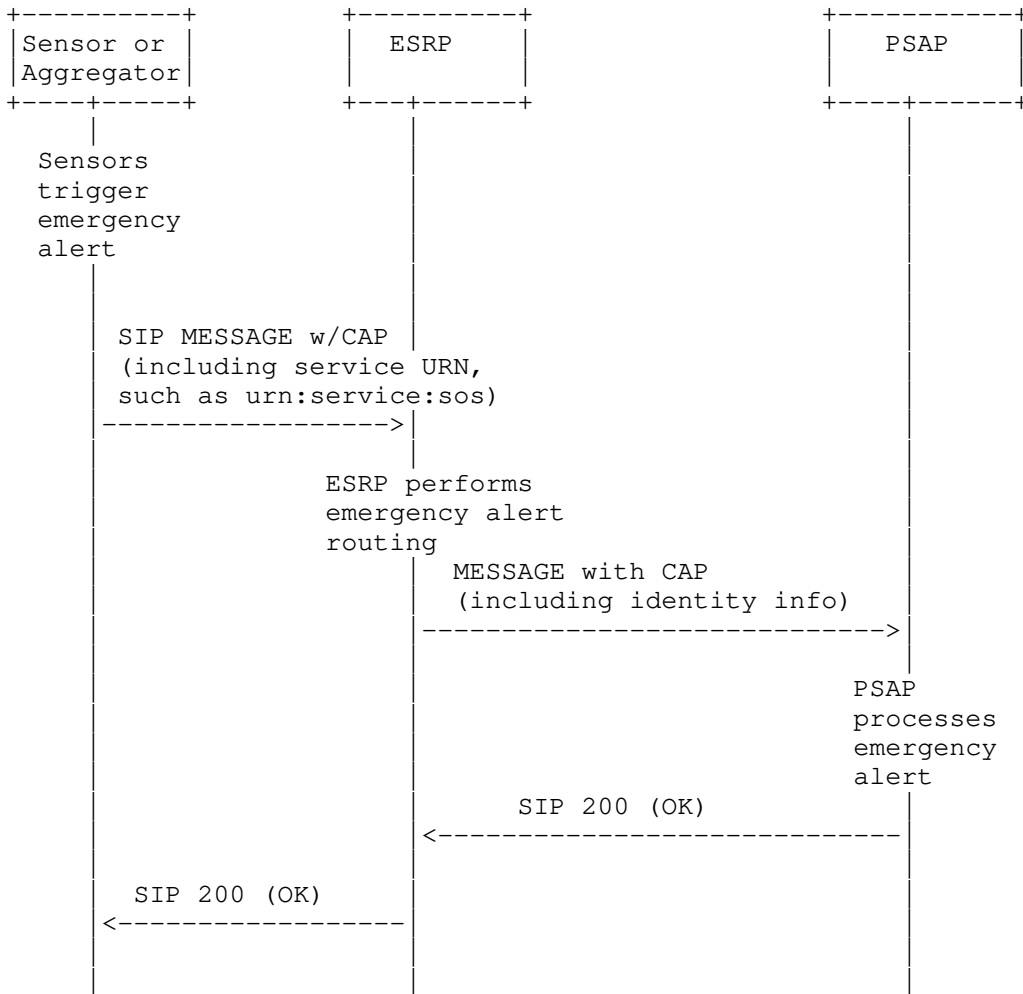 Sensor or
Aggregator
ESRP
PSAP
Sensors
trigger
emergency
alert
SIP MESSAGE w/CAP
(including service URN,
such as urn:service:sos)
ESRP performs
emergency alert
routing
MESSAGE with CAP
(including identity info)
PSAP
processes
emergency
alert
SIP 200 (OK)
SIP 200 (OK)